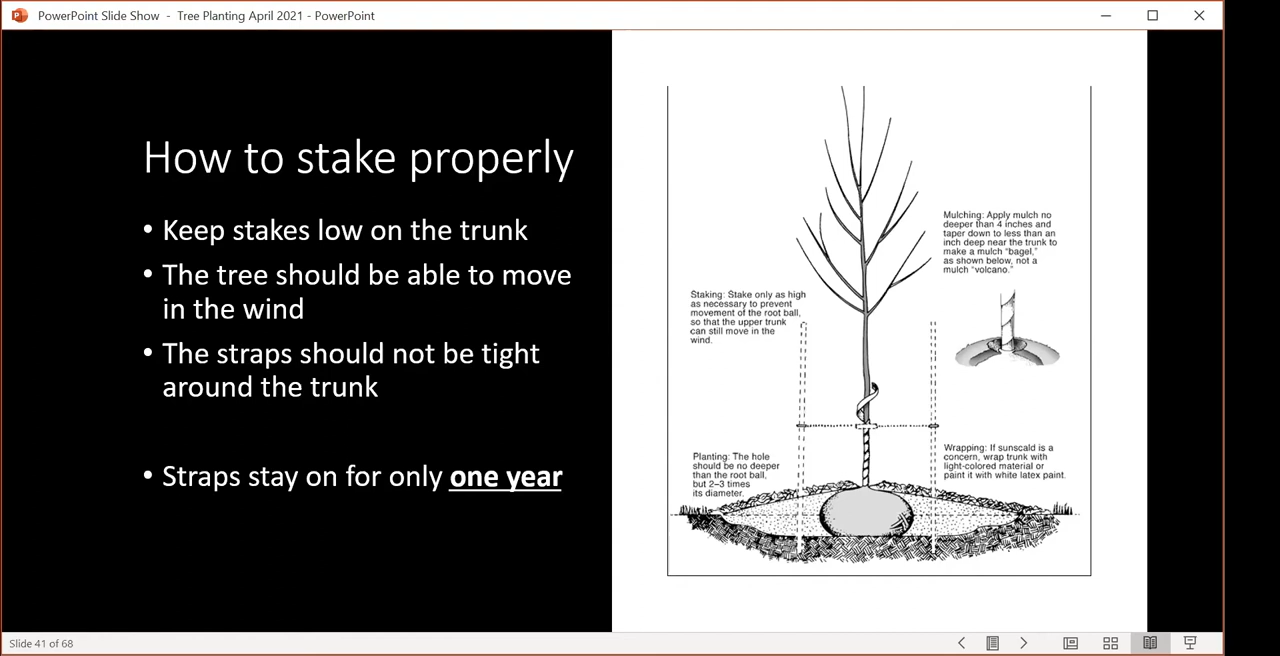 PowerPoint Slide Show - Tree Planting April 2021 - PowerPoint
How to stake properly
• Keep stakes low on the trunk
• The tree should be able to move
in the wind
• The straps should not be tight
around the trunk
• Straps stay on for only one year
Mulching: Apply mulch no
deeper than 4 inches and
taper down to less than an
inch deep near the trunk to
make a mulch "bagel,"
as shown below, not a
mulch "volcano."
Staking: Stake only as high
as necessary to prevent
movement of the root ball,
so that the upper trunk
can still move in the
wind.
Planting: The hole
should be no deeper
than the root ball,
but 2–3 times
its diameter.
Wrapping: If sunscald is a
concern, wrap trunk with
light-colored material or
paint it with white latex paint.
Slide 41 of 68